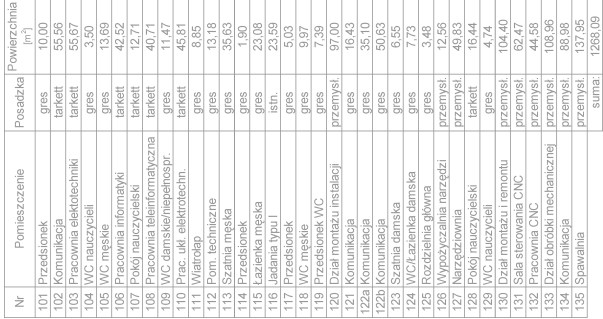 Nr Pomieszczenie Posadzka Powierzchnia [m²]
101 Przedsionek gres 10,00
102 Komunikacja tarkett 55,56
103 Pracownia elektotechniki tarkett 55,67
104 WC nauczycieli gres 3,50
105 WC męskie gres 13,69
106 Pracownia informatyki tarkett 42,52
107 Pokój nauczycielski tarkett 12,71
108 Pracownia teleinformatyczna tarkett 40,71
109 WC damskie/niepełnospr. gres 11,47
110 Prac. ukł. elektrotechn. tarkett 45,81
111 Wiatrołap gres 8,85
112 Pom. techniczne gres 13,18
113 Szatnia męska gres 35,63
114 Przedsionek gres 1,90
115 Łazienka męska gres 23,08
116 Jadania typu I istn. 23,59
117 Przedsionek gres 5,03
118 WC męskie gres 9,97
119 Przedsionek WC gres 7,39
120 Dział montażu instalacji przemysł. 97,00
121 Komunikacja gres 16,43
122a Komunikacja gres 35,10
122b Komunikacja gres 50,63
123 Szatnia damska gres 6,55
124 WC/Łazienka damska gres 7,73
125 Rozdzielnia główna gres 3,48
126 Wypożyczalnia narzędzi przemysł. 12,56
127 Narzędziownia przemysł. 49,83
128 Pokój nauczycielski tarkett 16,44
129 WC nauczycieli gres 4,74
130 Dział montażu i remontu przemysł. 104,40
131 Sala sterowania CNC przemysł. 62,47
132 Pracownia CNC przemysł. 44,58
133 Dział obróbki mechanicznej przemysł. 108,96
134 Komunikacja przemysł. 88,98
135 Spawalnia przemysł. 137,95
suma: 1268,09